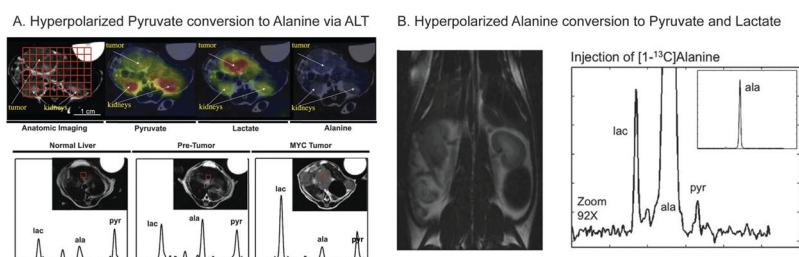 A. Hyperpolarized Pyruvate conversion to Alanine via ALT
tumor
tumor
tumor
tumor
kidneys
kidneys
kidneys
kidneys
1 cm
Anatomic Imaging
Pyruvate
Lactate
Alanine
Normal Liver
Pre-Tumor
MYC Tumor
lac
ala
pyr
lac
ala
pyr
lac
ala
pyr
B. Hyperpolarized Alanine conversion to Pyruvate and Lactate
Injection of [1-¹³C]Alanine
ala
lac
pyr
ala
Zoom
92X